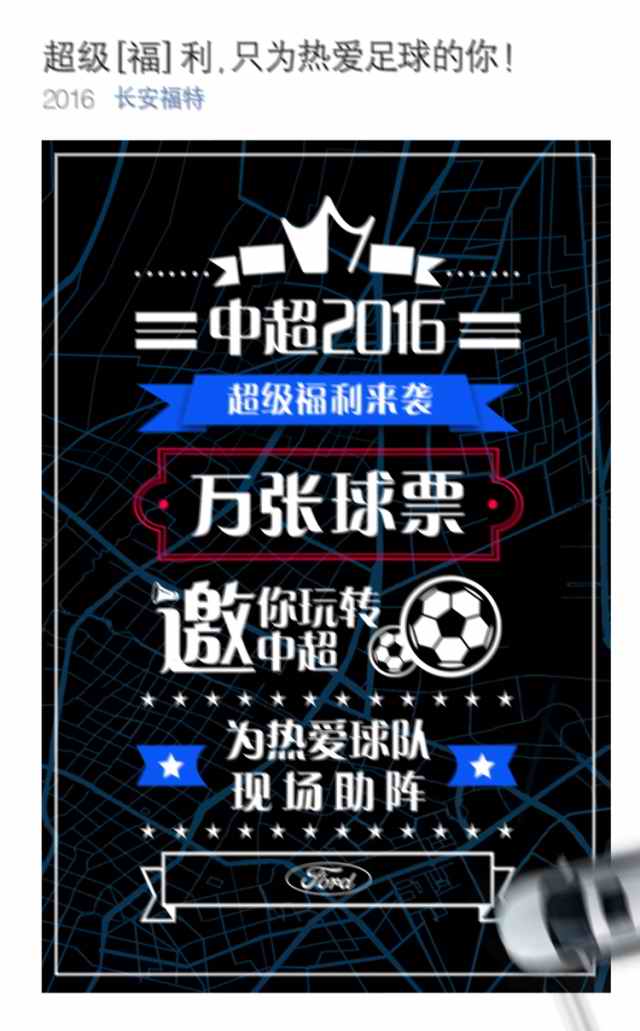 超级[福]利,只为热爱足球的你!
2016 长安福特
中超2016
超级福利来袭
万张球票
邀你玩转
中超
为热爱球队
现场助阵
Ford